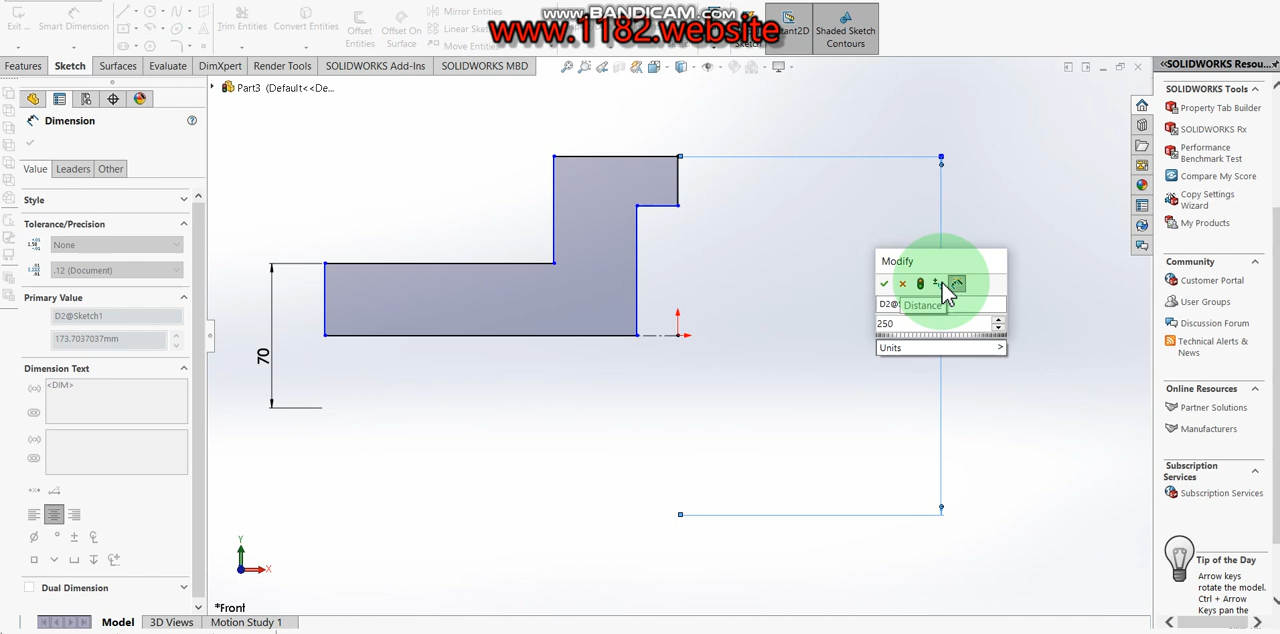 www.BANDICAM.com
www.1182.website
Exit...
Smart Dimension
Trim Entities
Convert Entities
Offset
Entities
Offset On
Surface
Mirror Entities
Linear Sketch
Move Entities
Sketch
Instant2D
Shaded Sketch
Contours
Features
Sketch
Surfaces
Evaluate
DimXpert
Render Tools
SOLIDWORKS Add-Ins
SOLIDWORKS MBD
Part3 (Default<<De...
Dimension
Value
Leaders
Other
Style
Tolerance/Precision
None
.12 (Document)
Primary Value
D2@Sketch1
173.7037037mm
Dimension Text
<DIM>
Dual Dimension
70
Modify
D2@
Distance
250
Units
Y
X
*Front
Model
3D Views
Motion Study 1
SOLIDWORKS Resou...
SOLIDWORKS Tools
Property Tab Builder
SOLIDWORKS Rx
Performance
Benchmark Test
Compare My Score
Copy Settings
Wizard
My Products
Community
Customer Portal
User Groups
Discussion Forum
Technical Alerts &
News
Online Resources
Partner Solutions
Manufacturers
Subscription
Services
Subscription Services
Tip of the Day
Arrow keys
rotate the model.
Ctrl + Arrow
Keys pan the